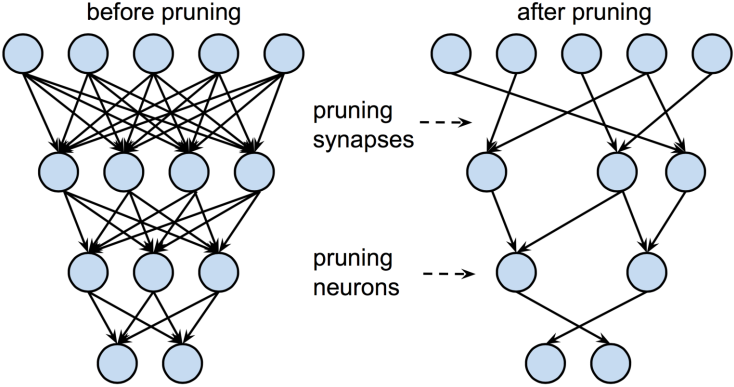 before pruning
after pruning
pruning
synapses
pruning
neurons